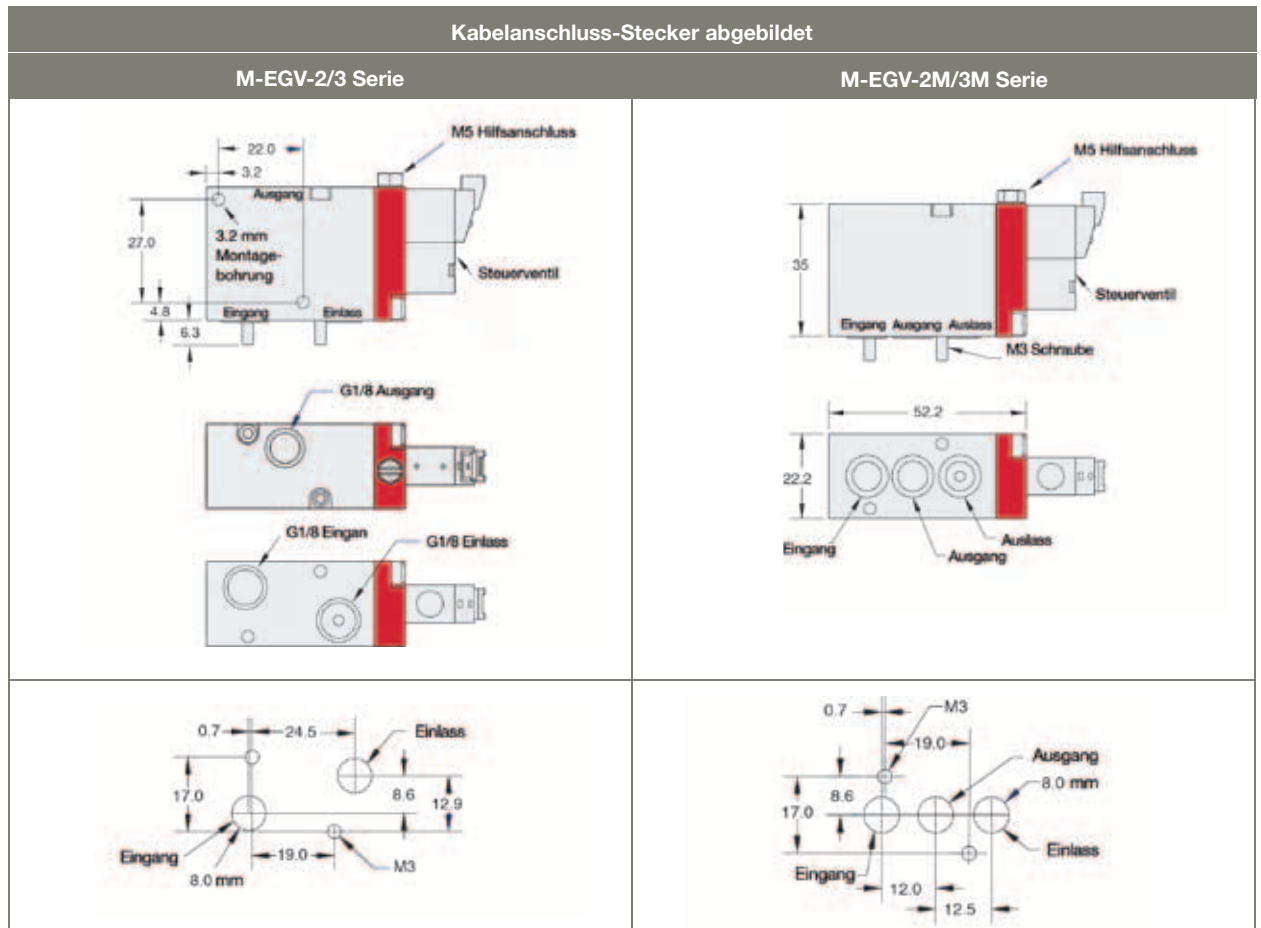 Kabelanschluss-Stecker abgebildet
M-EGV-2/3 Serie
M-EGV-2M/3M Serie
M5 Hilfsanschluss
22.0
3.2
Ausgang
27.0
3.2 mm
Montage-
bohrung
Steuerventil
4.8
6.3
Eingang
Einlass
G1/8 Ausgang
G1/8 Eingan
G1/8 Einlass
M5 Hilfsanschluss
35
Steuerventil
Eingang
Ausgang
Auslass
M3 Schraube
52.2
22.2
Eingang
Ausgang
Auslass
0.7
24.5
Einlass
17.0
8.6
12.9
Eingang
19.0
8.0 mm
M3
0.7
M3
19.0
Ausgang
8.0 mm
8.6
17.0
Einlass
Eingang
12.0
12.5